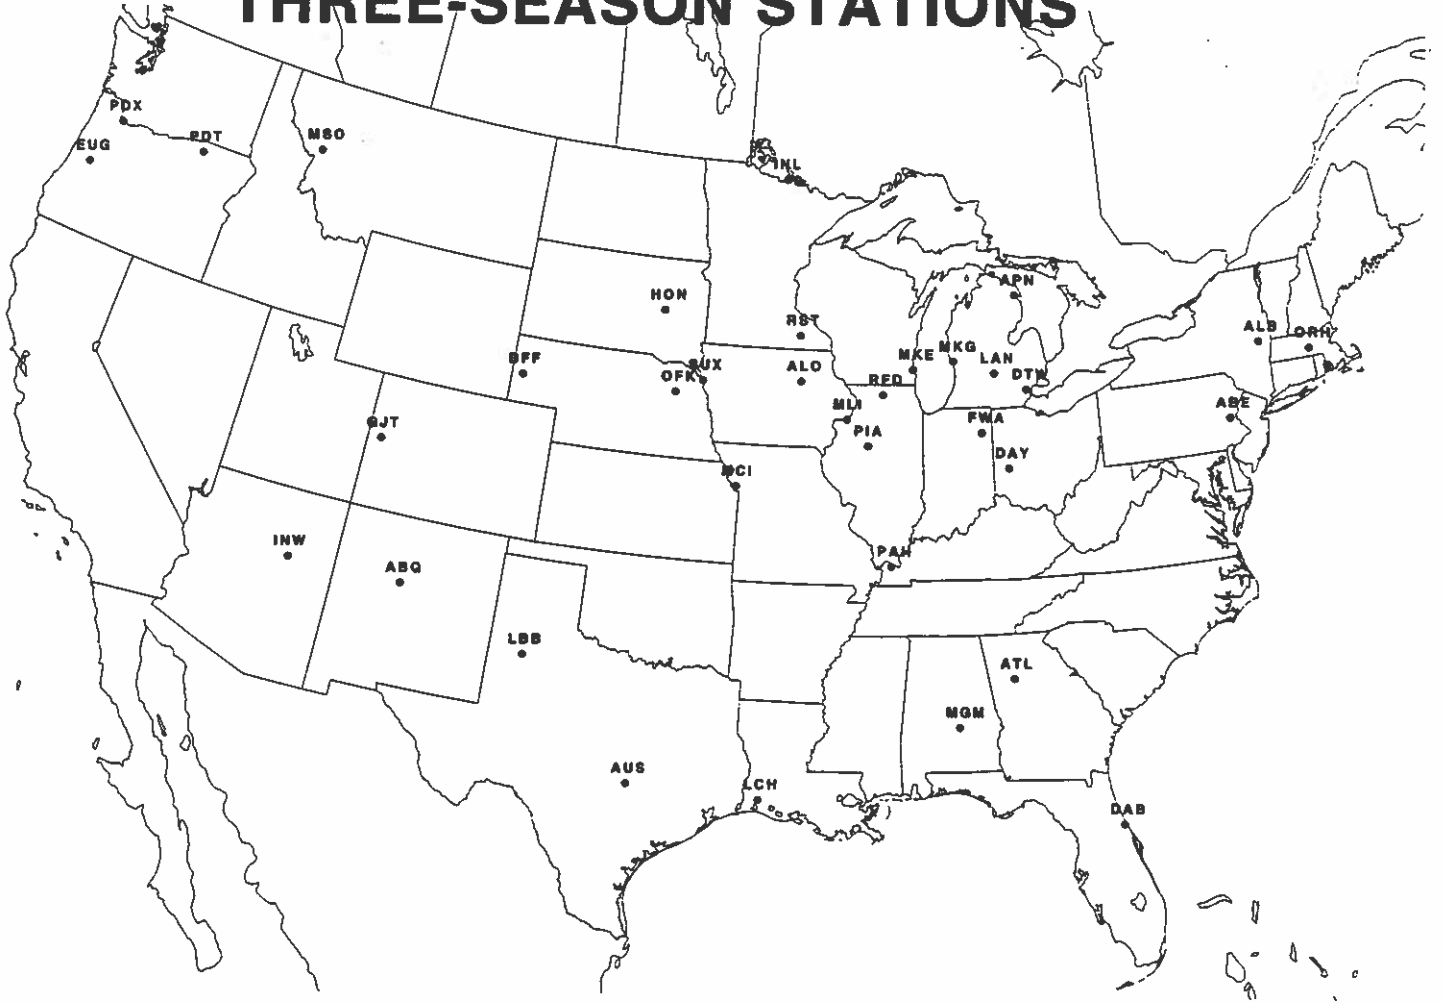 THREE-SEASON STATIONS
PDX
MSO
PDT
EUG
INL
APN
HON
RST
ALB
ORH
MKE
MKG
LAN
BFF
SUX
ALO
OFK
DTW
RFD
MLI
ABE
GJT
FWA
PIA
DAY
MCI
INW
PAH
ABQ
LBB
ATL
MGM
AUS
LCH
DAB